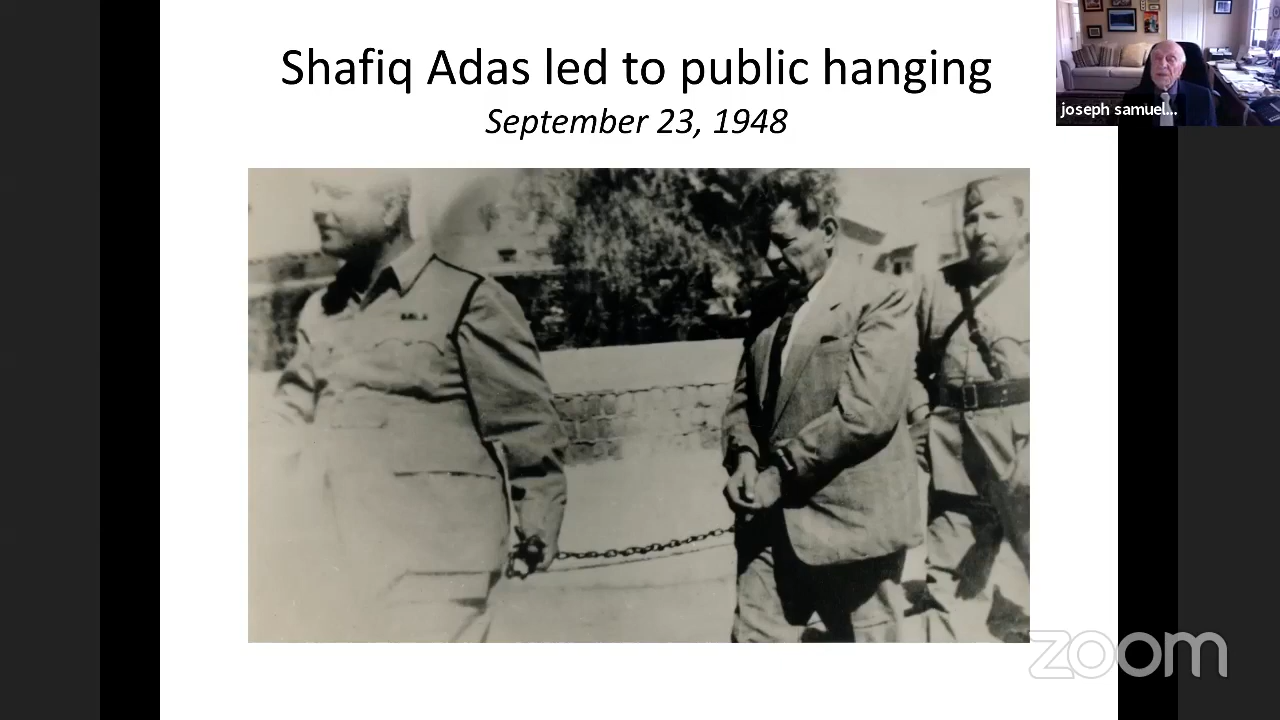 Shafiq Adas led to public hanging
September 23, 1948
joseph samuel...
zoom